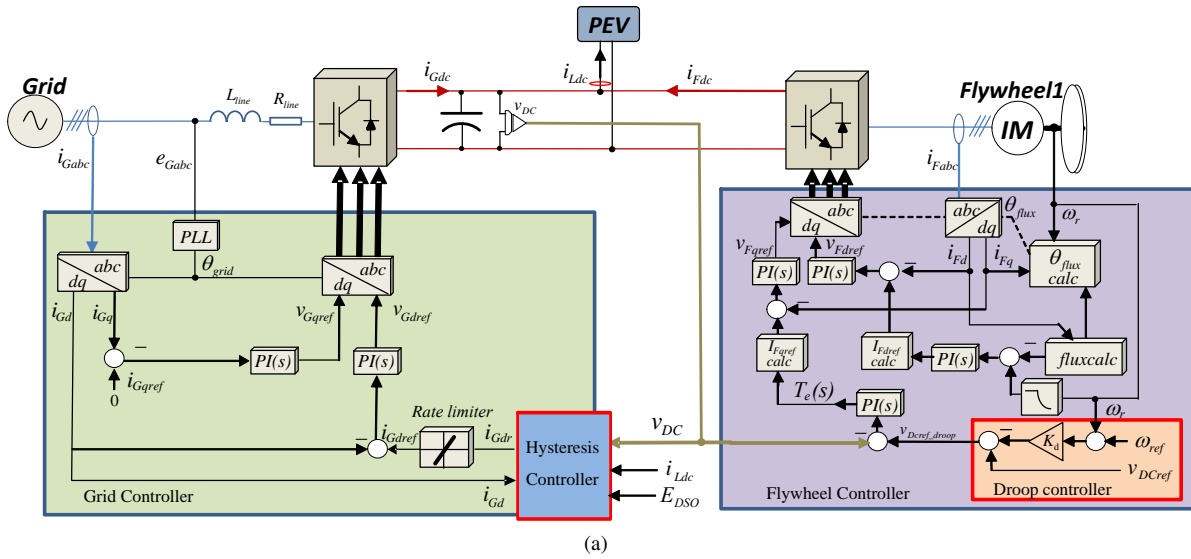 PEV
Grid
L_line
R_line
i_Gdc
i_Ldc
i_Fdc
v_DC
Flywheel1
IM
i_Gabc
e_Gabc
i_Fabc
PLL
θ_grid
abc
dq
abc
dq
i_Gd
i_Gq
v_Gqref
v_Gdref
−
PI(s)
PI(s)
i_Gqref
0
Rate limiter
−
i_Gdref
i_Gdr
i_Gd
Grid Controller
Hysteresis
Controller
v_DC
i_Ldc
E_DSO
abc
dq
abc
dq
θ_flux
ω_r
v_Fqref
v_Fdref
i_Fd
i_Fq
PI(s)
PI(s)
−
−
θ_flux
calc
I_Fqref
calc
I_Fdref
calc
PI(s)
−
fluxcalc
T_e(s)
PI(s)
ω_r
−
v_Dcref_droop
−
K_d
ω_ref
v_DCref
Flywheel Controller
Droop controller
(a)